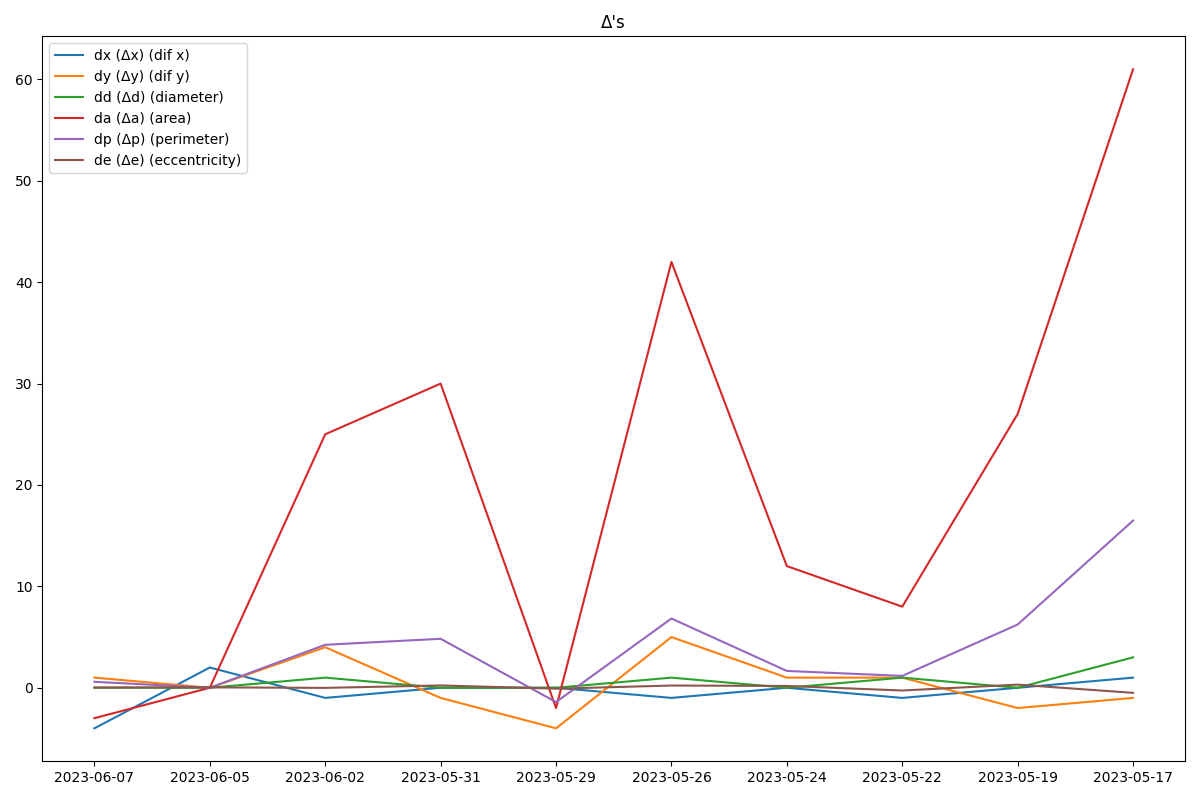 Δ's
dx (Δx) (dif x)
dy (Δy) (dif y)
dd (Δd) (diameter)
da (Δa) (area)
dp (Δp) (perimeter)
de (Δe) (eccentricity)
60
50
40
30
20
10
0
2023-06-07 2023-06-05 2023-06-02 2023-05-31 2023-05-29 2023-05-26 2023-05-24 2023-05-22 2023-05-19 2023-05-17